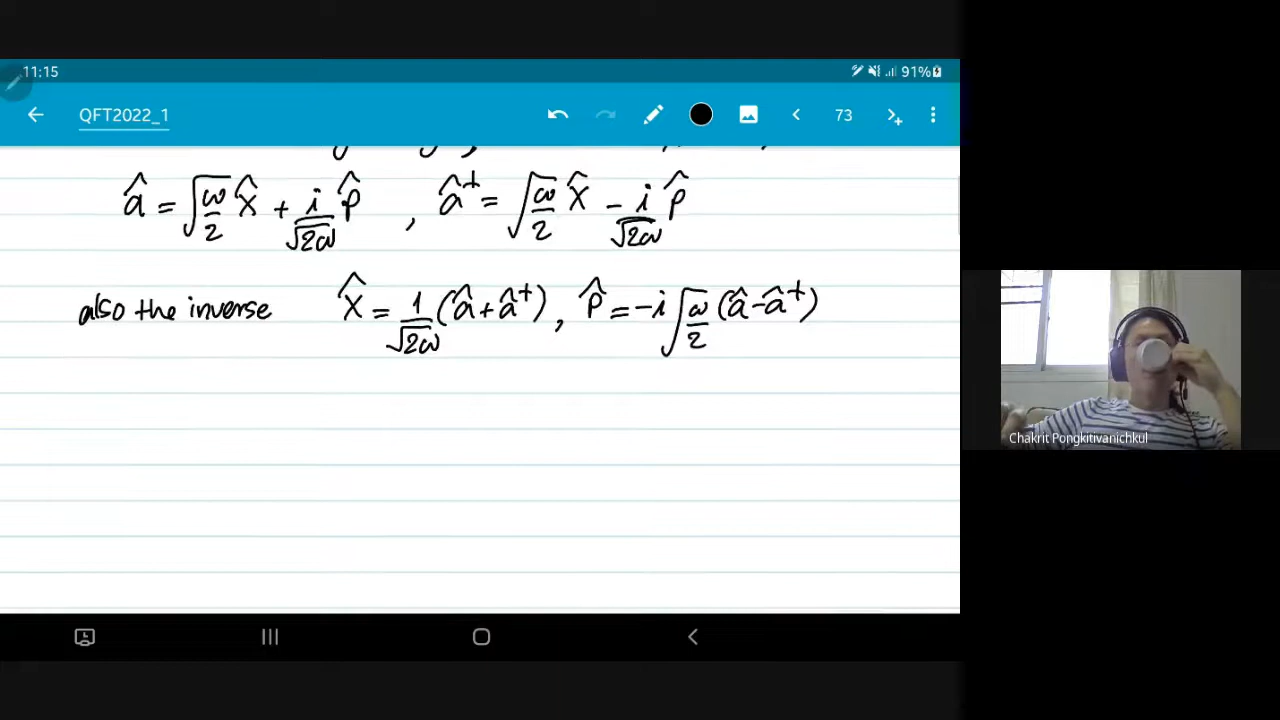 11:15 91%
QFT2022_1 73
â = √(ω/2) x̂ + i/√(2ω) p̂ , â† = √(ω/2) x̂ − i/√(2ω) p̂
also the inverse x̂ = 1/√(2ω) (â + â†) , p̂ = −i √(ω/2) (â − â†)
Chakrit Pongkitivanichkul